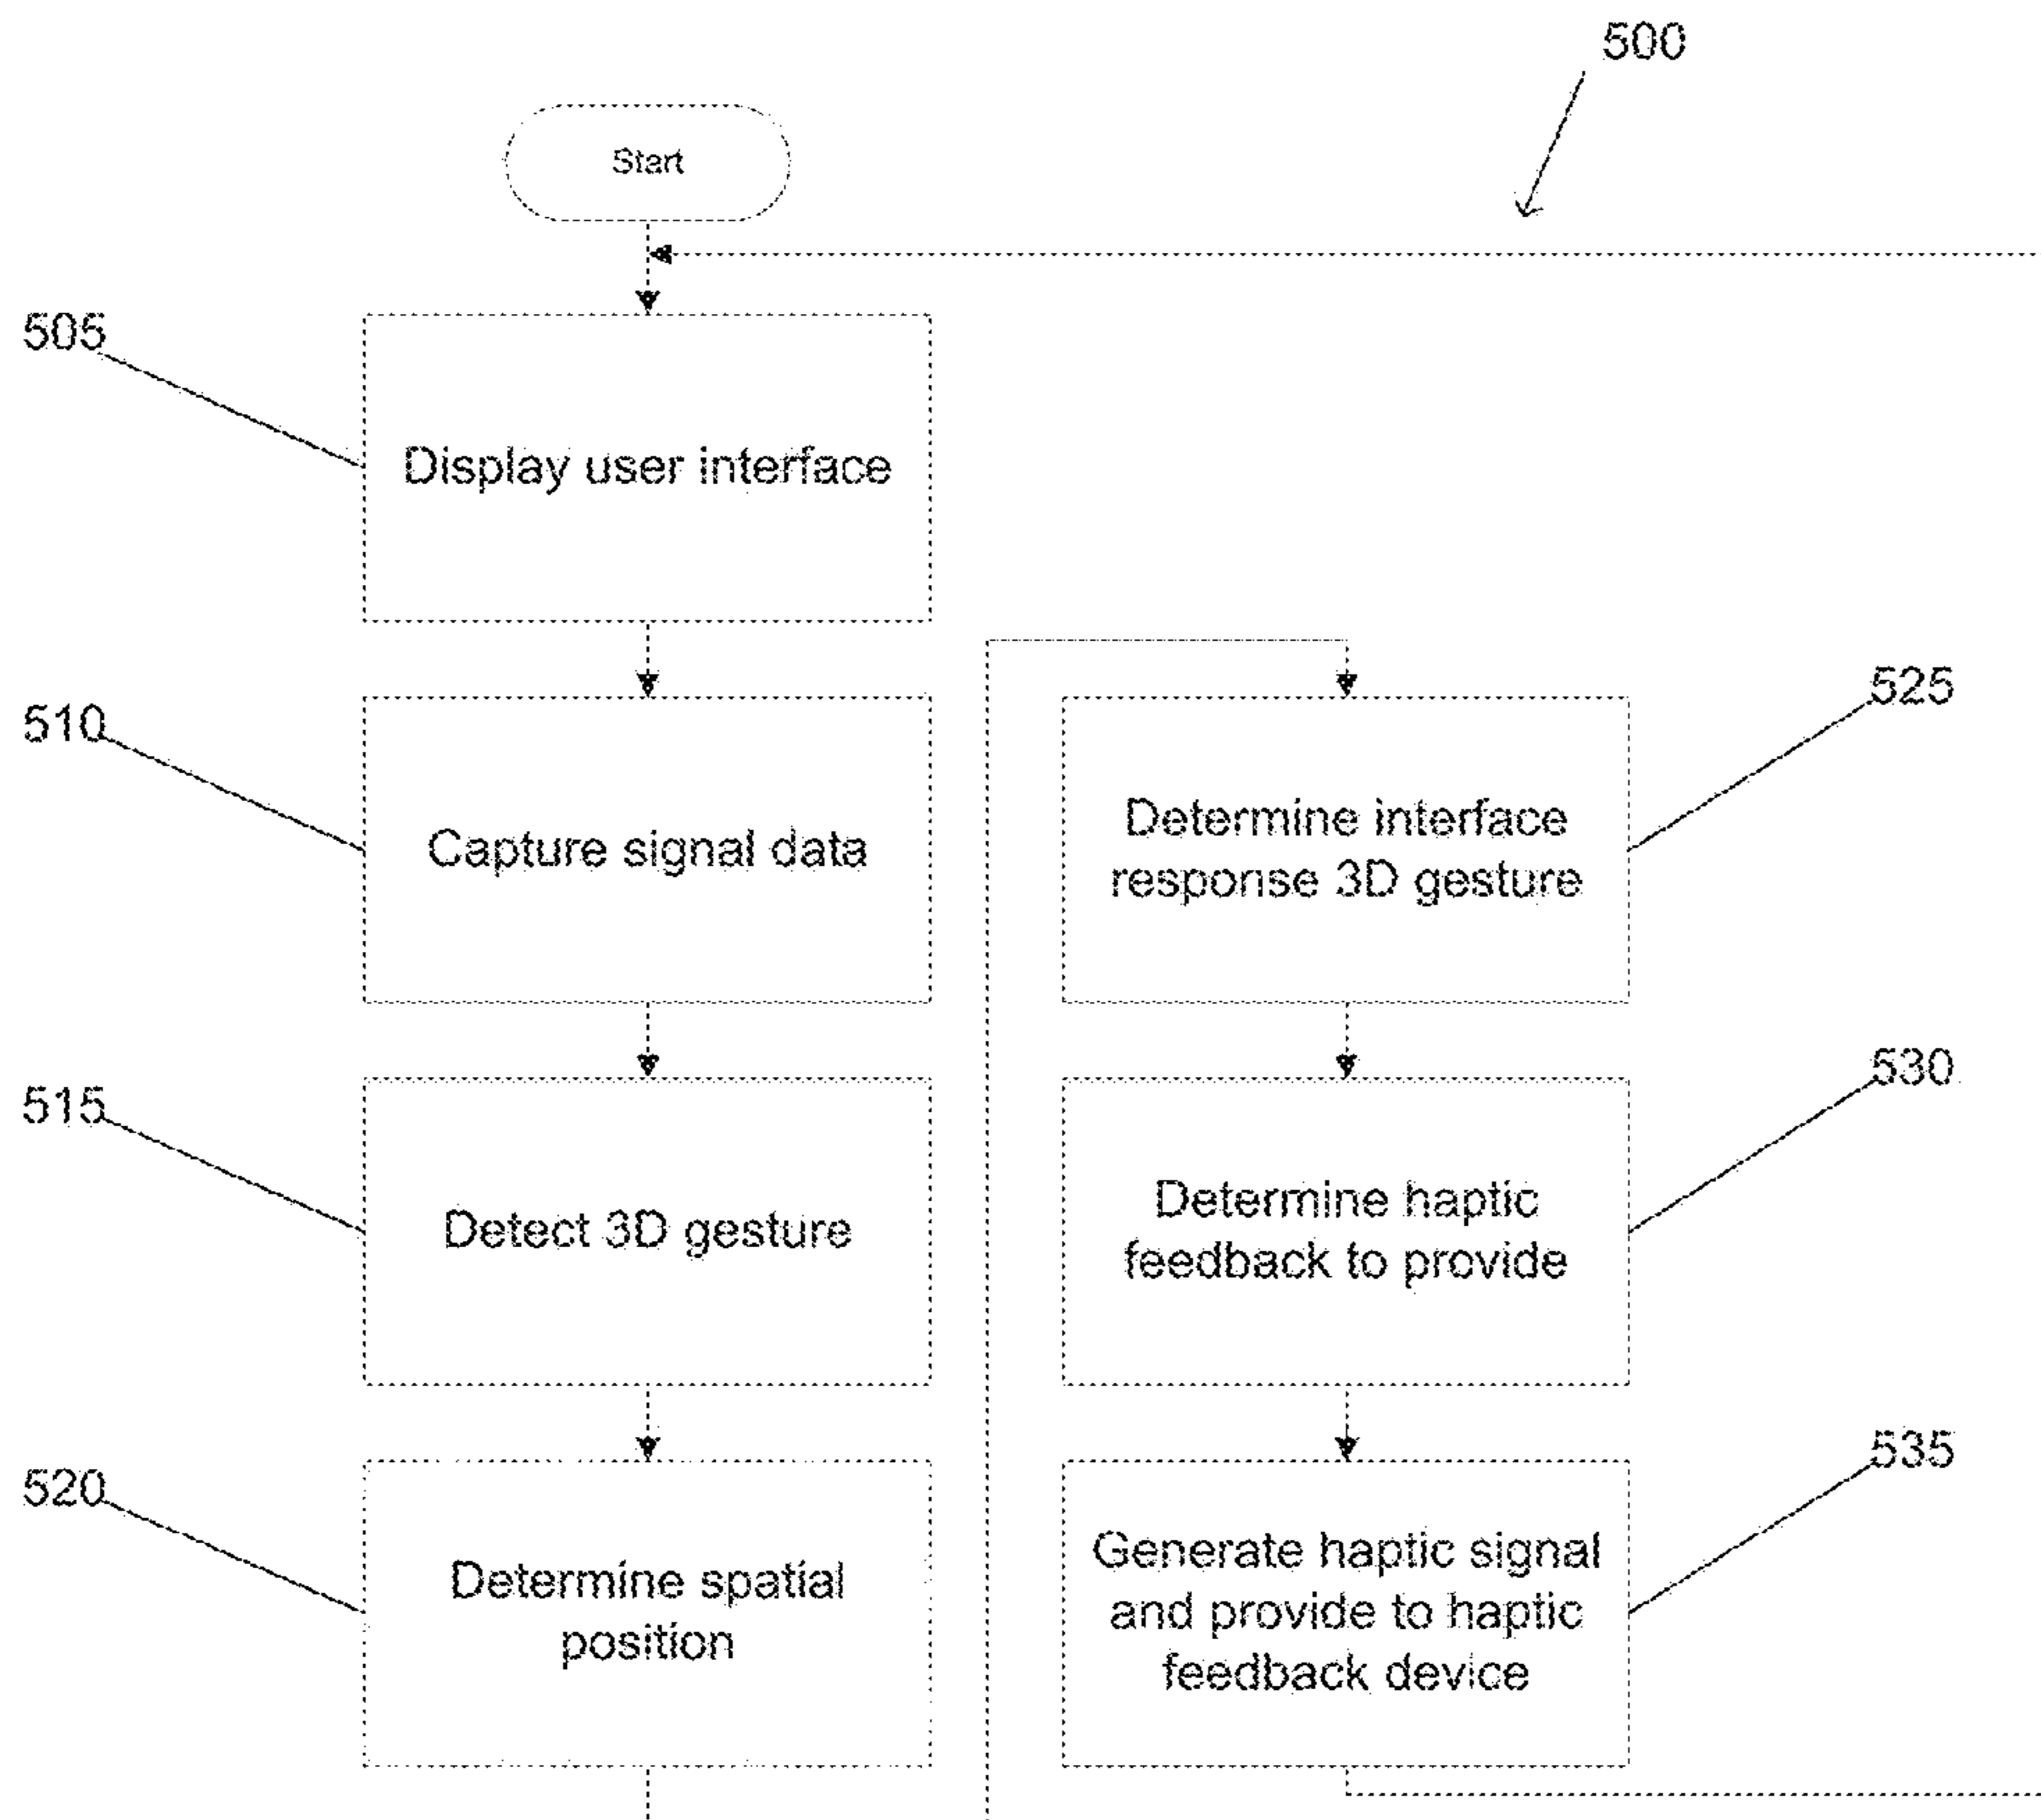 500
Start
505
Display user interface
510
Capture signal data
515
Detect 3D gesture
520
Determine spatial
position
525
Determine interface
response 3D gesture
530
Determine haptic
feedback to provide
535
Generate haptic signal
and provide to haptic
feedback device